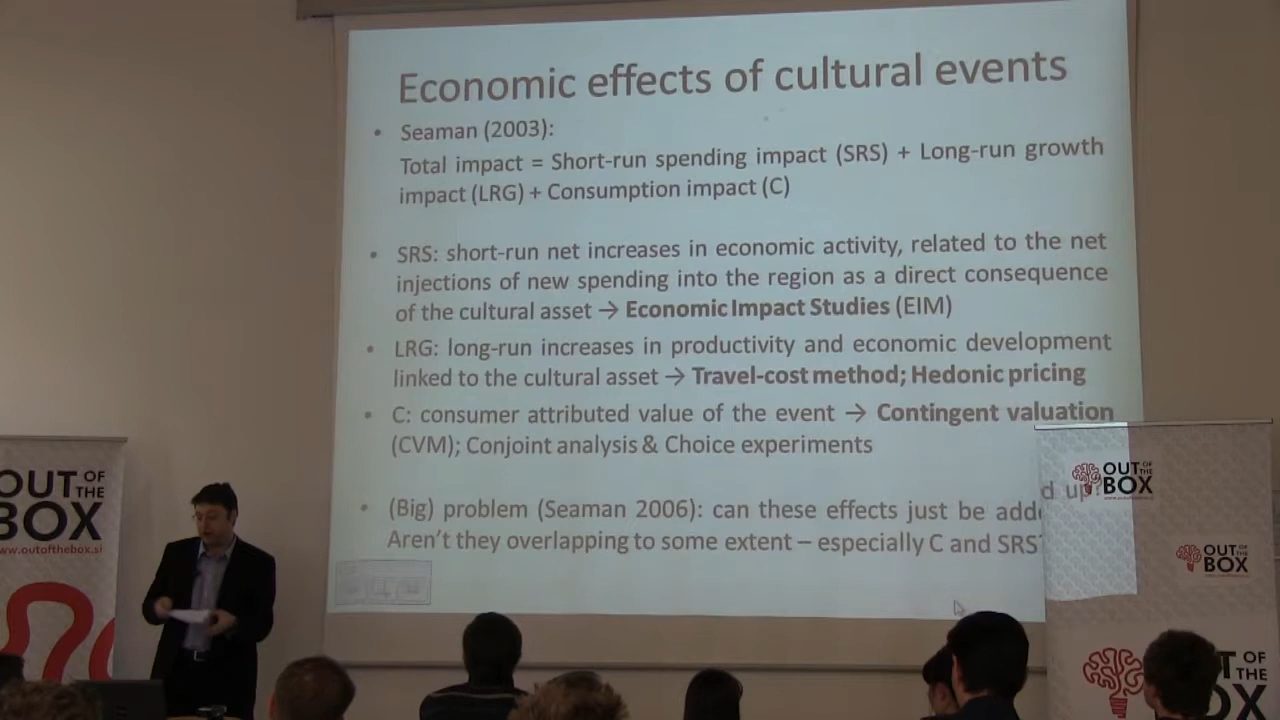 Economic effects of cultural events
• Seaman (2003):
Total impact = Short-run spending impact (SRS) + Long-run growth
impact (LRG) + Consumption impact (C)
• SRS: short-run net increases in economic activity, related to the net
injections of new spending into the region as a direct consequence
of the cultural asset → Economic Impact Studies (EIM)
• LRG: long-run increases in productivity and economic development
linked to the cultural asset → Travel-cost method; Hedonic pricing
• C: consumer attributed value of the event → Contingent valuation
(CVM); Conjoint analysis & Choice experiments
• (Big) problem (Seaman 2006): can these effects just be added up?
Aren't they overlapping to some extent – especially C and SRS?
OUT OF
THE
BOX
www.outofthebox.si
OUT OF
THE
BOX
OUT OF
THE
BOX
OF
THE
BOX